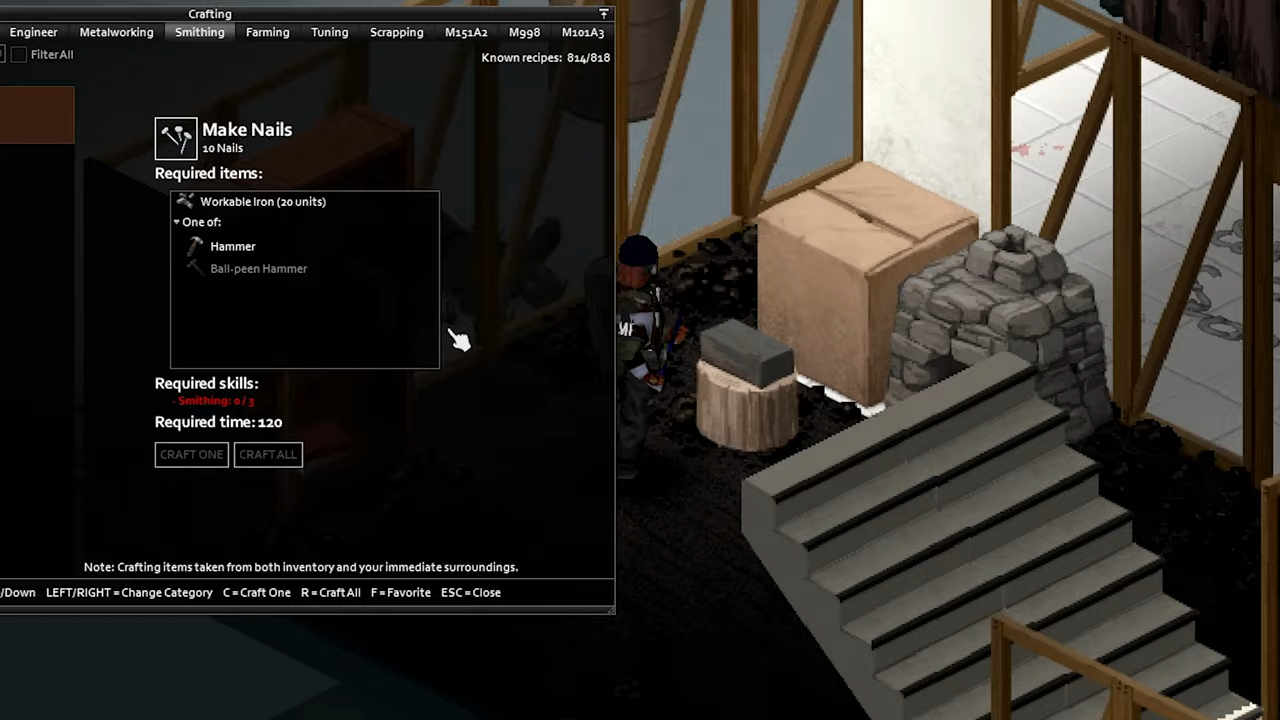 Crafting
Engineer Metalworking Smithing Farming Tuning Scrapping M151A2 M998 M101A3
Filter All
Known recipes: 814/818
Make Nails
10 Nails
Required items:
Workable Iron (20 units)
One of:
Hammer
Ball-peen Hammer
Required skills:
- Smithing: 0 / 3
Required time: 120
CRAFT ONE CRAFT ALL
Note: Crafting items taken from both inventory and your immediate surroundings.
/Down LEFT/RIGHT = Change Category C = Craft One R = Craft All F = Favorite ESC = Close